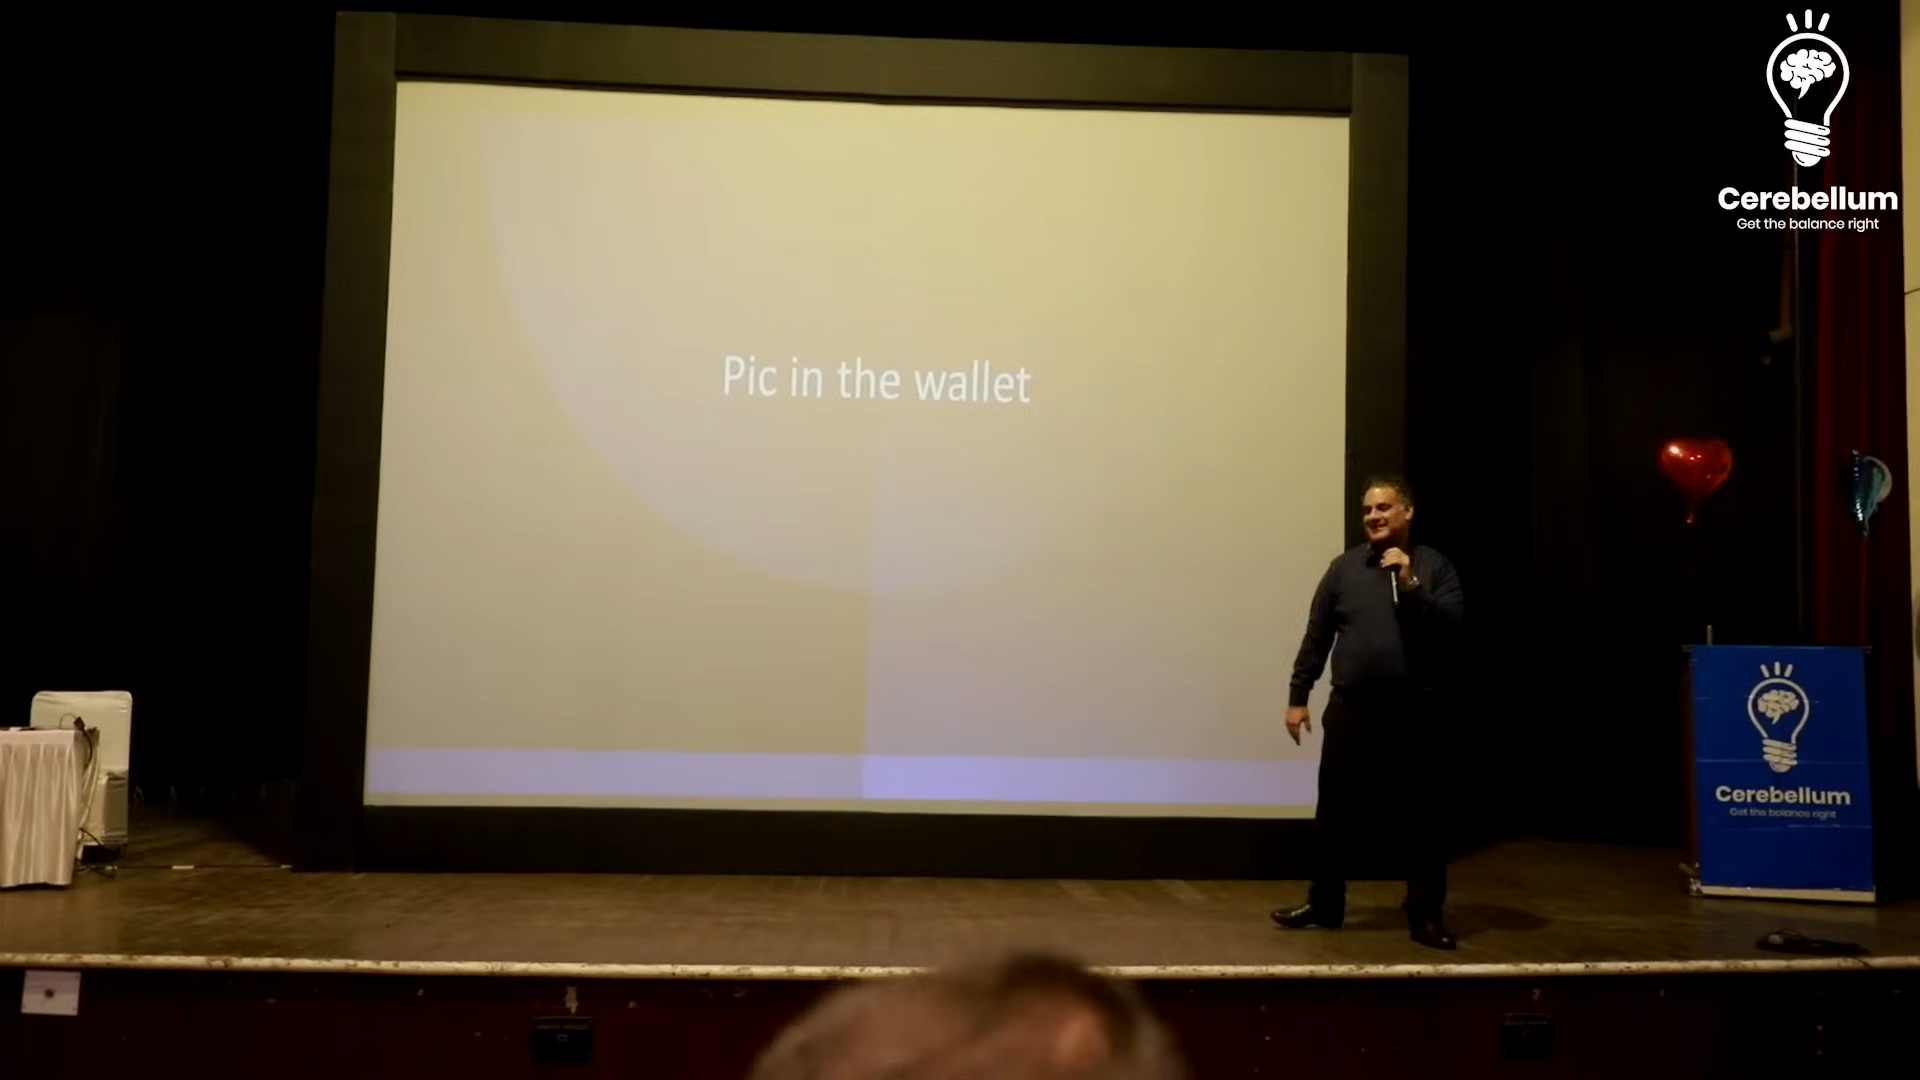 Cerebellum
Get the balance right
Pic in the wallet
Cerebellum
Get the balance right